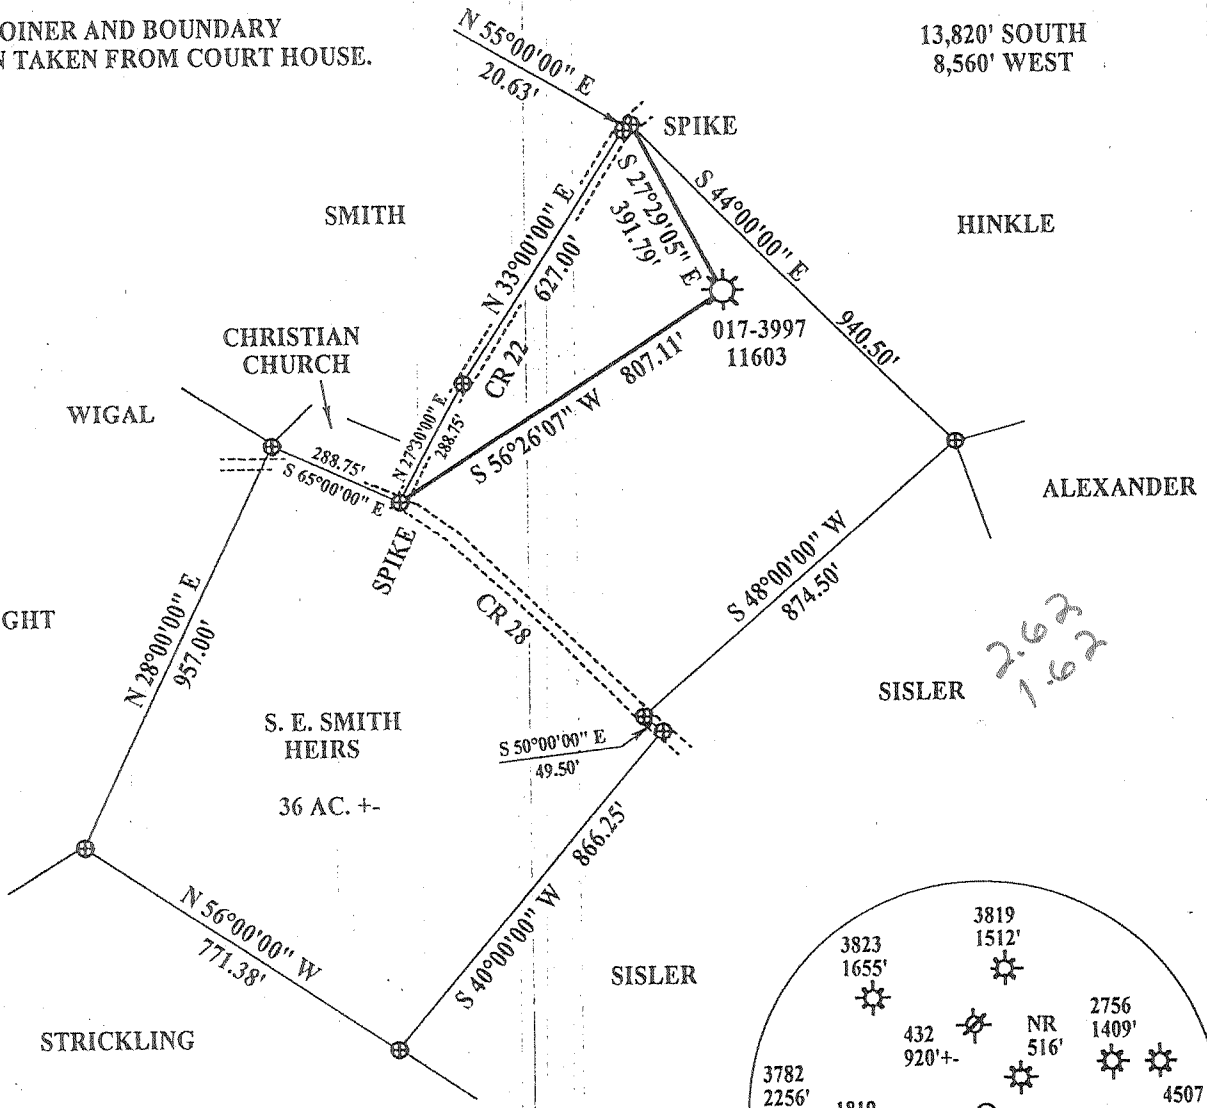 OINER AND BOUNDARY
N TAKEN FROM COURT HOUSE.
13,820' SOUTH
8,560' WEST
N 55°00'00" E
20.63'
SPIKE
SMITH
S 27°29'05" E
391.79'
S 44°00'00" E
940.50'
HINKLE
N 33°00'00" E
627.00'
CR 22
017-3997
11603
CHRISTIAN
CHURCH
WIGAL
288.75'
S 65°00'00" E
N 27°30'00" E
288.75'
S 56°26'07" W 807.11'
SPIKE
CR 28
ALEXANDER
S 48°00'00" W
874.50'
GHT
N 28°00'00" E
957.00'
2.62
1.62
SISLER
S. E. SMITH
HEIRS
36 AC. +-
S 50°00'00" E
49.50'
S 40°00'00" W 866.25'
N 56°00'00" W
771.38'
SISLER
STRICKLING
3819
1512'
3823
1655'
432
920'+-
NR
516'
2756
1409'
3782
2256'
4507
1819